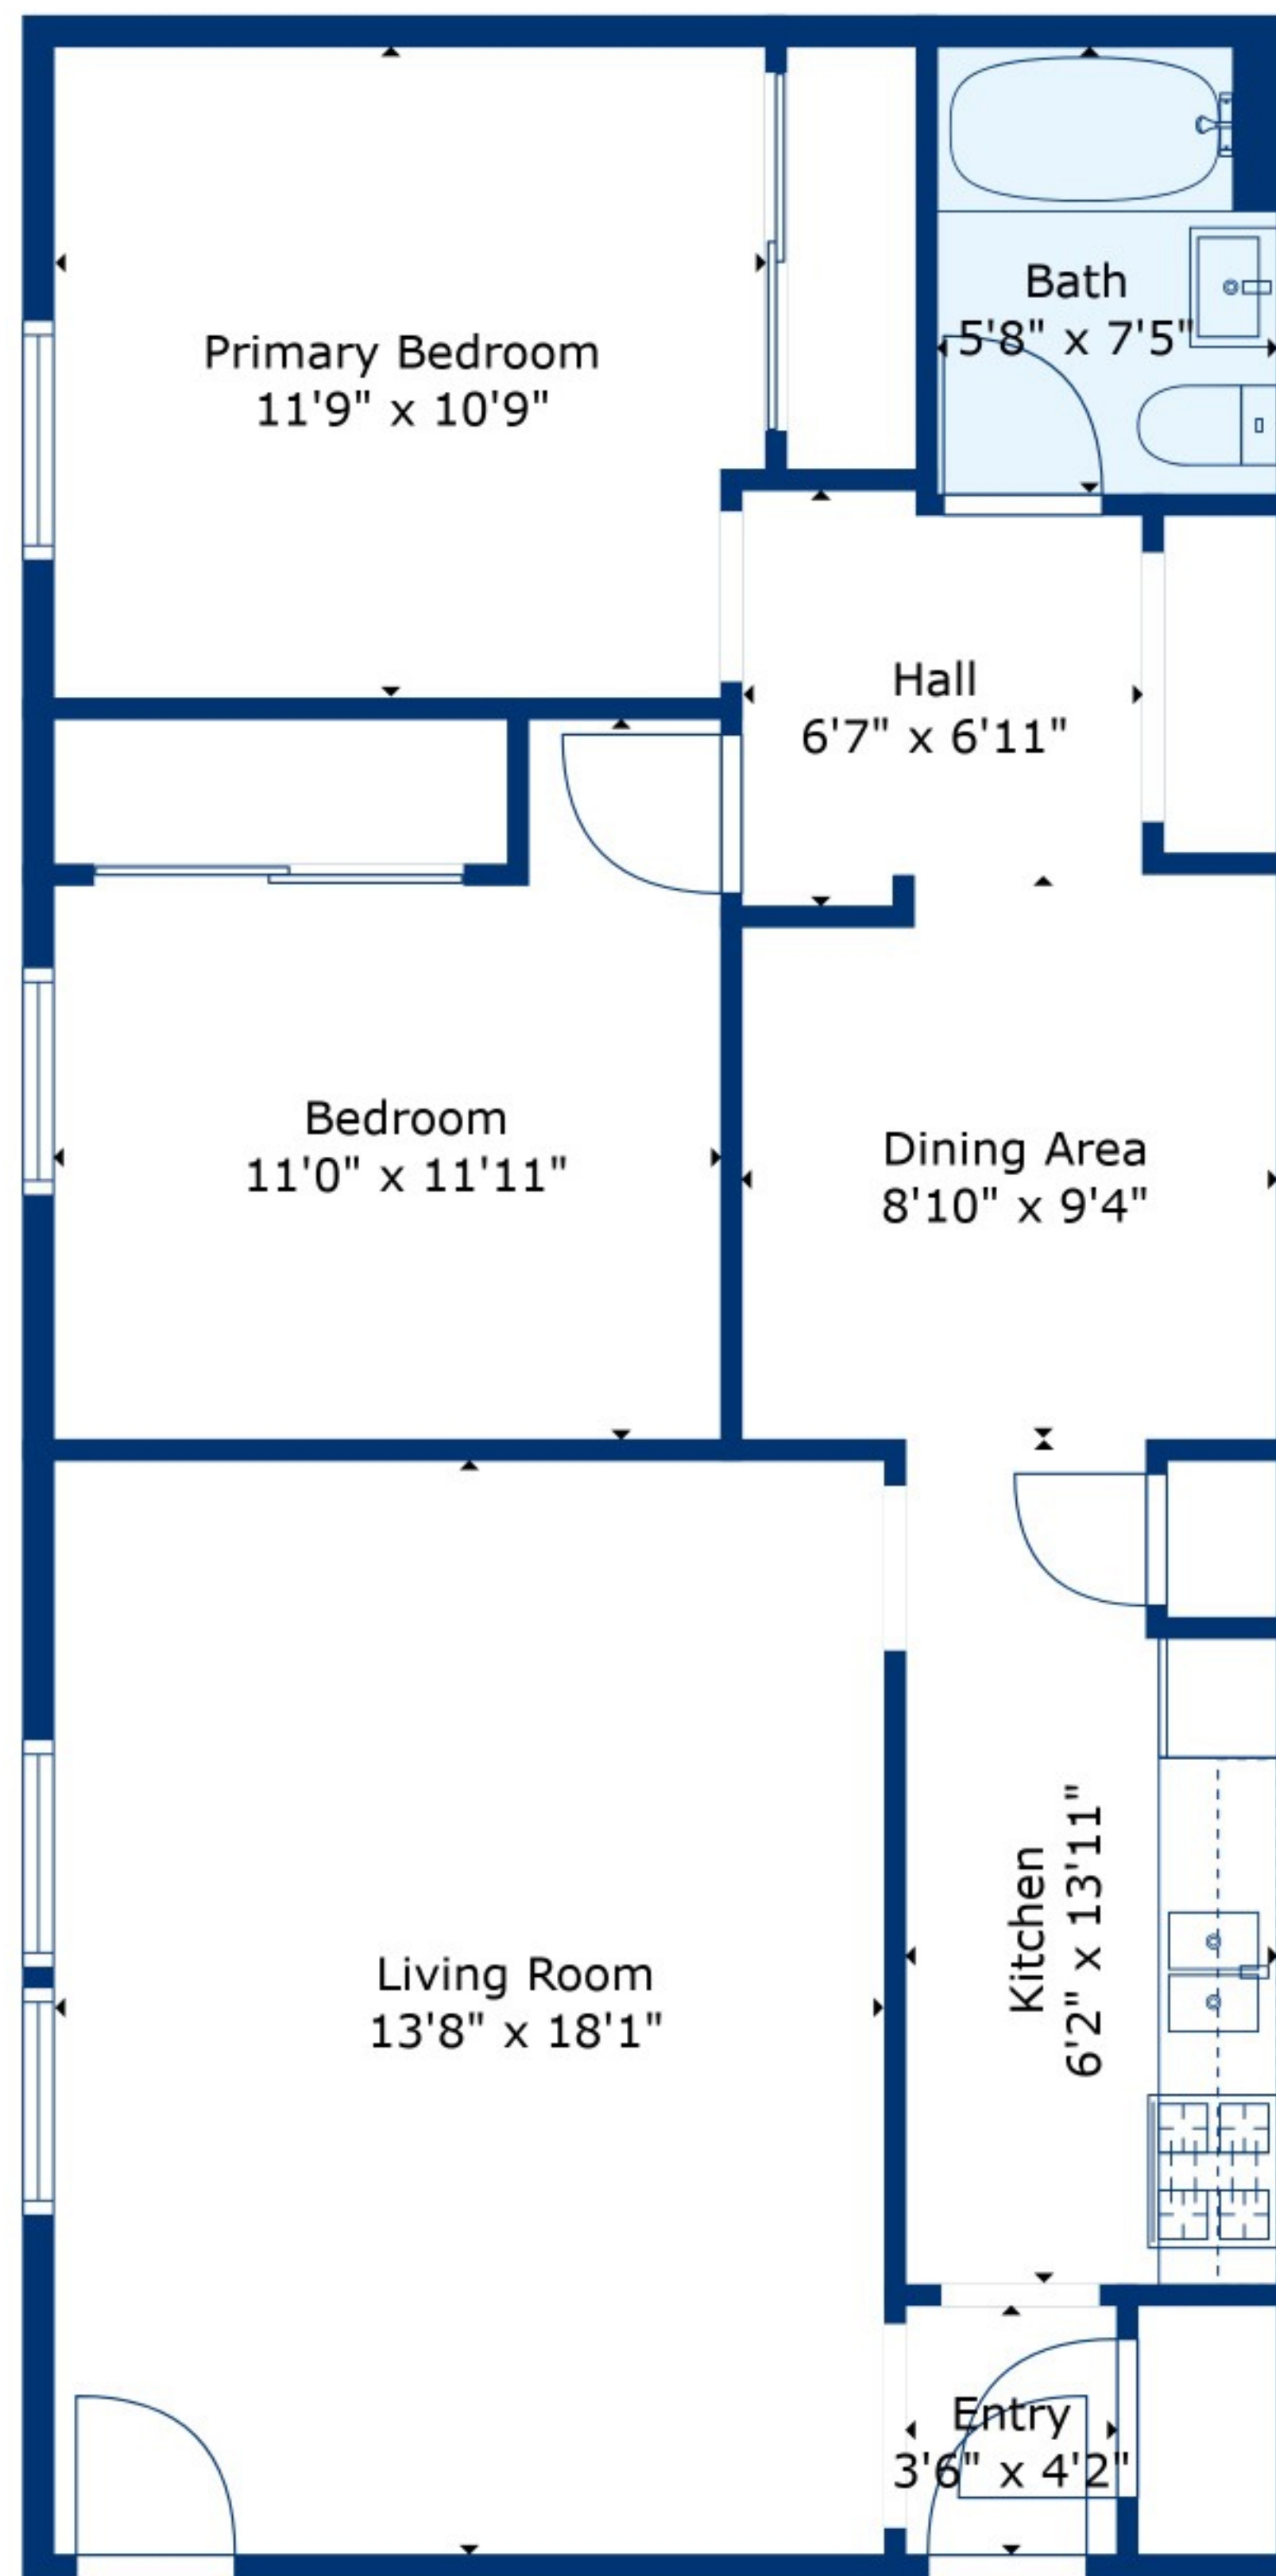 Primary Bedroom
11'9" x 10'9"
Bath
5'8" x 7'5"
Hall
6'7" x 6'11"
Bedroom
11'0" x 11'11"
Dining Area
8'10" x 9'4"
Living Room
13'8" x 18'1"
Kitchen
6'2" x 13'11"
Entry
3'6" x 4'2"